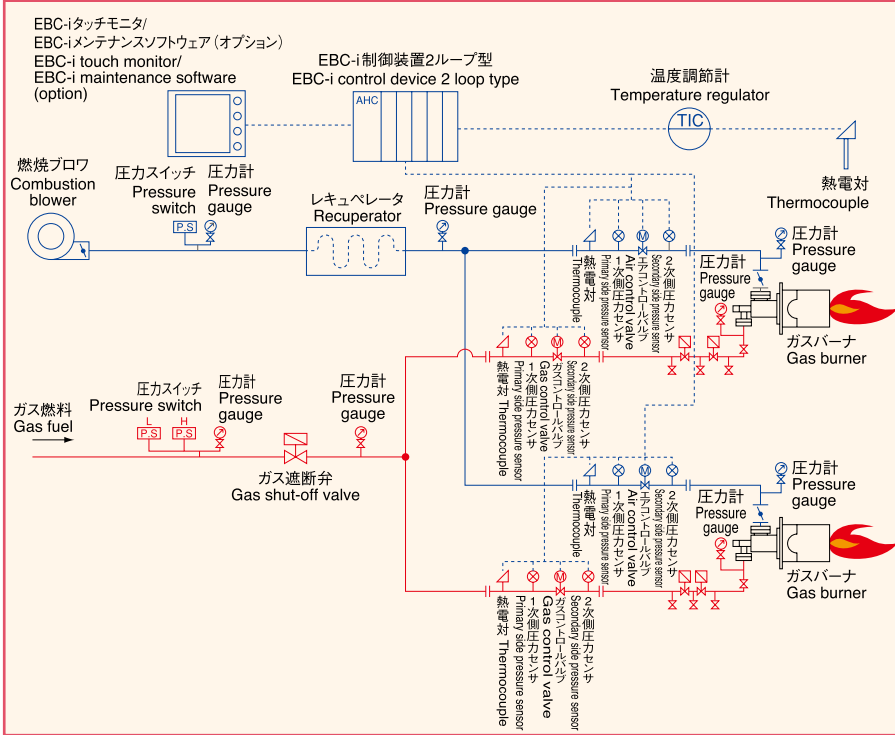 EBC-iタッチモニタ/
EBC-iメンテナンスソフトウェア(オプション)
EBC-i touch monitor/
EBC-i maintenance software
(option)
EBC-i制御装置2ループ型
EBC-i control device 2 loop type
AHC
温度調節計
Temperature regulator
TIC
熱電対
Thermocouple
燃焼ブロワ
Combustion
blower
圧力スイッチ
Pressure
switch
P.S
圧力計
Pressure
gauge
レキュペレータ
Recuperator
圧力計
Pressure gauge
熱電対
Thermocouple
1次側圧力センサ
Primary side pressure sensor
M
エアコントロールバルブ
Air control valve
2次側圧力センサ
Secondary side pressure sensor
圧力計
Pressure
gauge
圧力計
Pressure
gauge
ガスバーナ
Gas burner
熱電対 Thermocouple
1次側圧力センサ
Primary side pressure sensor
M
ガスコントロールバルブ
Gas control valve
2次側圧力センサ
Secondary side pressure sensor
ガス燃料
Gas fuel
圧力スイッチ
Pressure switch
L
P.S
H
P.S
圧力計
Pressure
gauge
ガス遮断弁
Gas shut-off valve
圧力計
Pressure
gauge
熱電対
Thermocouple
1次側圧力センサ
Primary side pressure sensor
M
エアコントロールバルブ
Air control valve
2次側圧力センサ
Secondary side pressure sensor
圧力計
Pressure
gauge
圧力計
Pressure
gauge
ガスバーナ
Gas burner
熱電対 Thermocouple
1次側圧力センサ
Primary side pressure sensor
M
ガスコントロールバルブ
Gas control valve
2次側圧力センサ
Secondary side pressure sensor